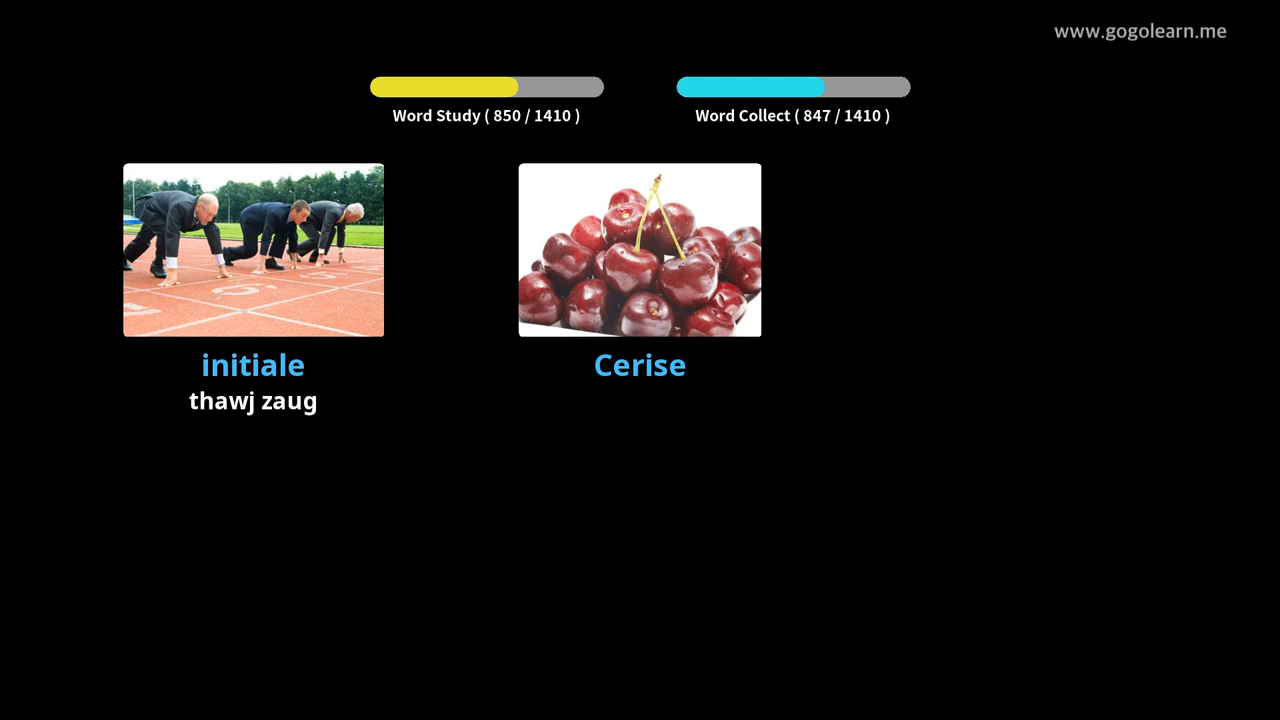 www.gogolearn.me
Word Study ( 850 / 1410 )
Word Collect ( 847 / 1410 )
initiale
thawj zaug
Cerise